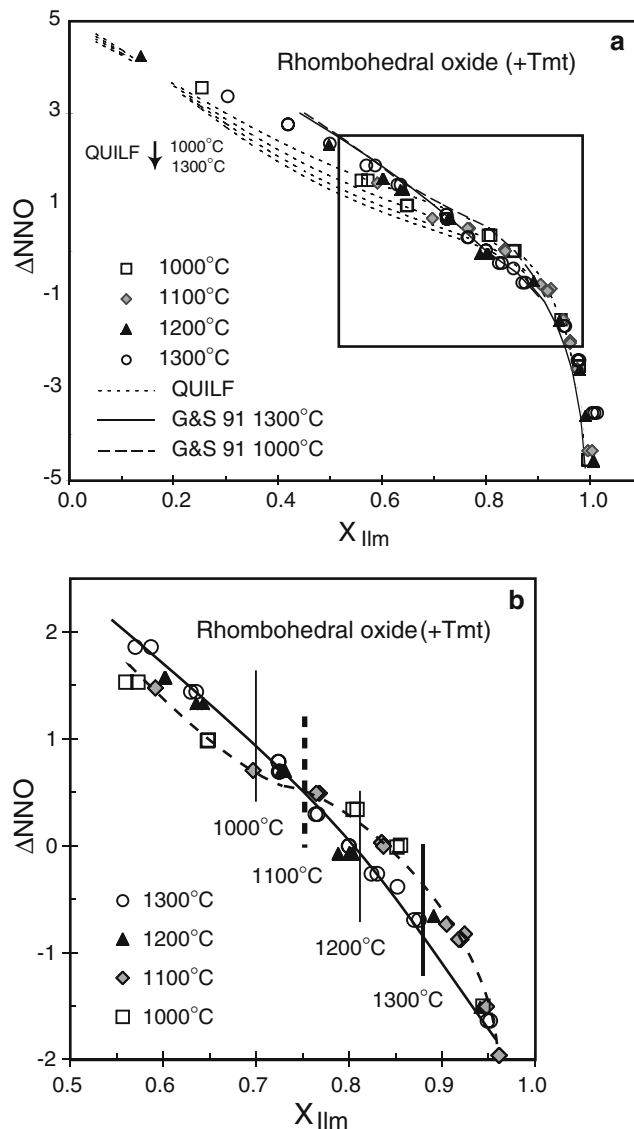 a
Rhombohedral oxide (+Tmt)
QUILF
1000°C
1300°C
1000°C
1100°C
1200°C
1300°C
QUILF
G&S 91 1300°C
G&S 91 1000°C
5
3
1
-1
-3
-5
ΔNNO
0.0
0.2
0.4
0.6
0.8
1.0
X Ilm
b
Rhombohedral oxide (+Tmt)
1000°C
1100°C
1200°C
1300°C
1300°C
1200°C
1100°C
1000°C
2
1
0
-1
-2
ΔNNO
0.5
0.6
0.7
0.8
0.9
1.0
X Ilm